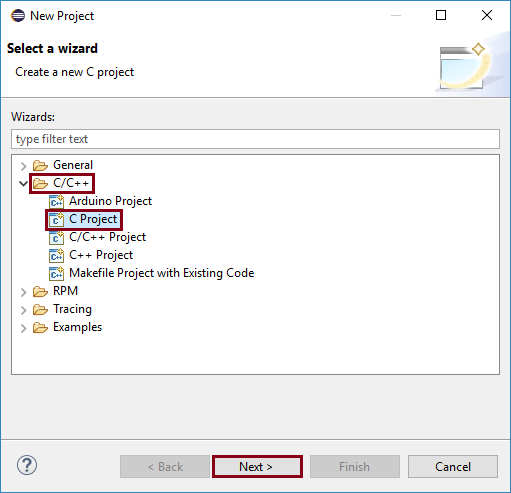 New Project
Select a wizard
Create a new C project
Wizards:
type filter text
General
C/C++
Arduino Project
C Project
C/C++ Project
C++ Project
Makefile Project with Existing Code
RPM
Tracing
Examples
? < Back Next > Finish Cancel